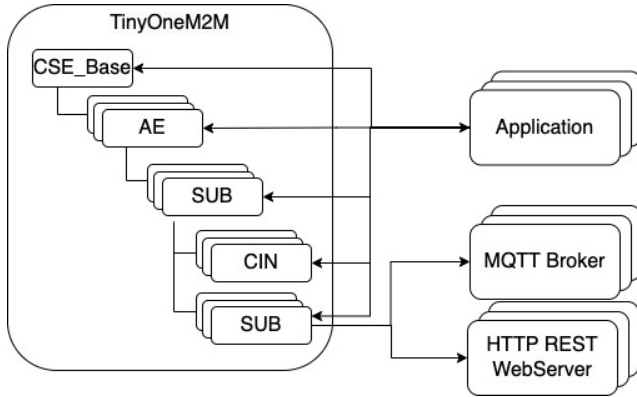 TinyOneM2M
CSE_Base
AE
Application
SUB
CIN
MQTT Broker
SUB
HTTP REST
WebServer